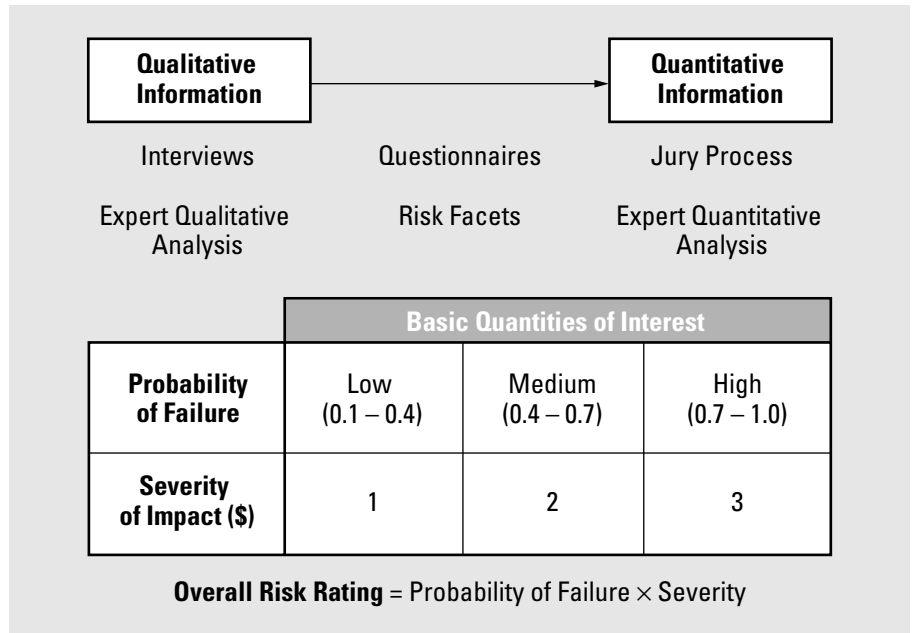 Qualitative
Information
Quantitative
Information
Interviews
Questionnaires
Jury Process
Expert Qualitative
Analysis
Risk Facets
Expert Quantitative
Analysis
Basic Quantities of Interest
Probability
of Failure
Low
(0.1 – 0.4)
Medium
(0.4 – 0.7)
High
(0.7 – 1.0)
Severity
of Impact ($)
1
2
3
Overall Risk Rating = Probability of Failure × Severity